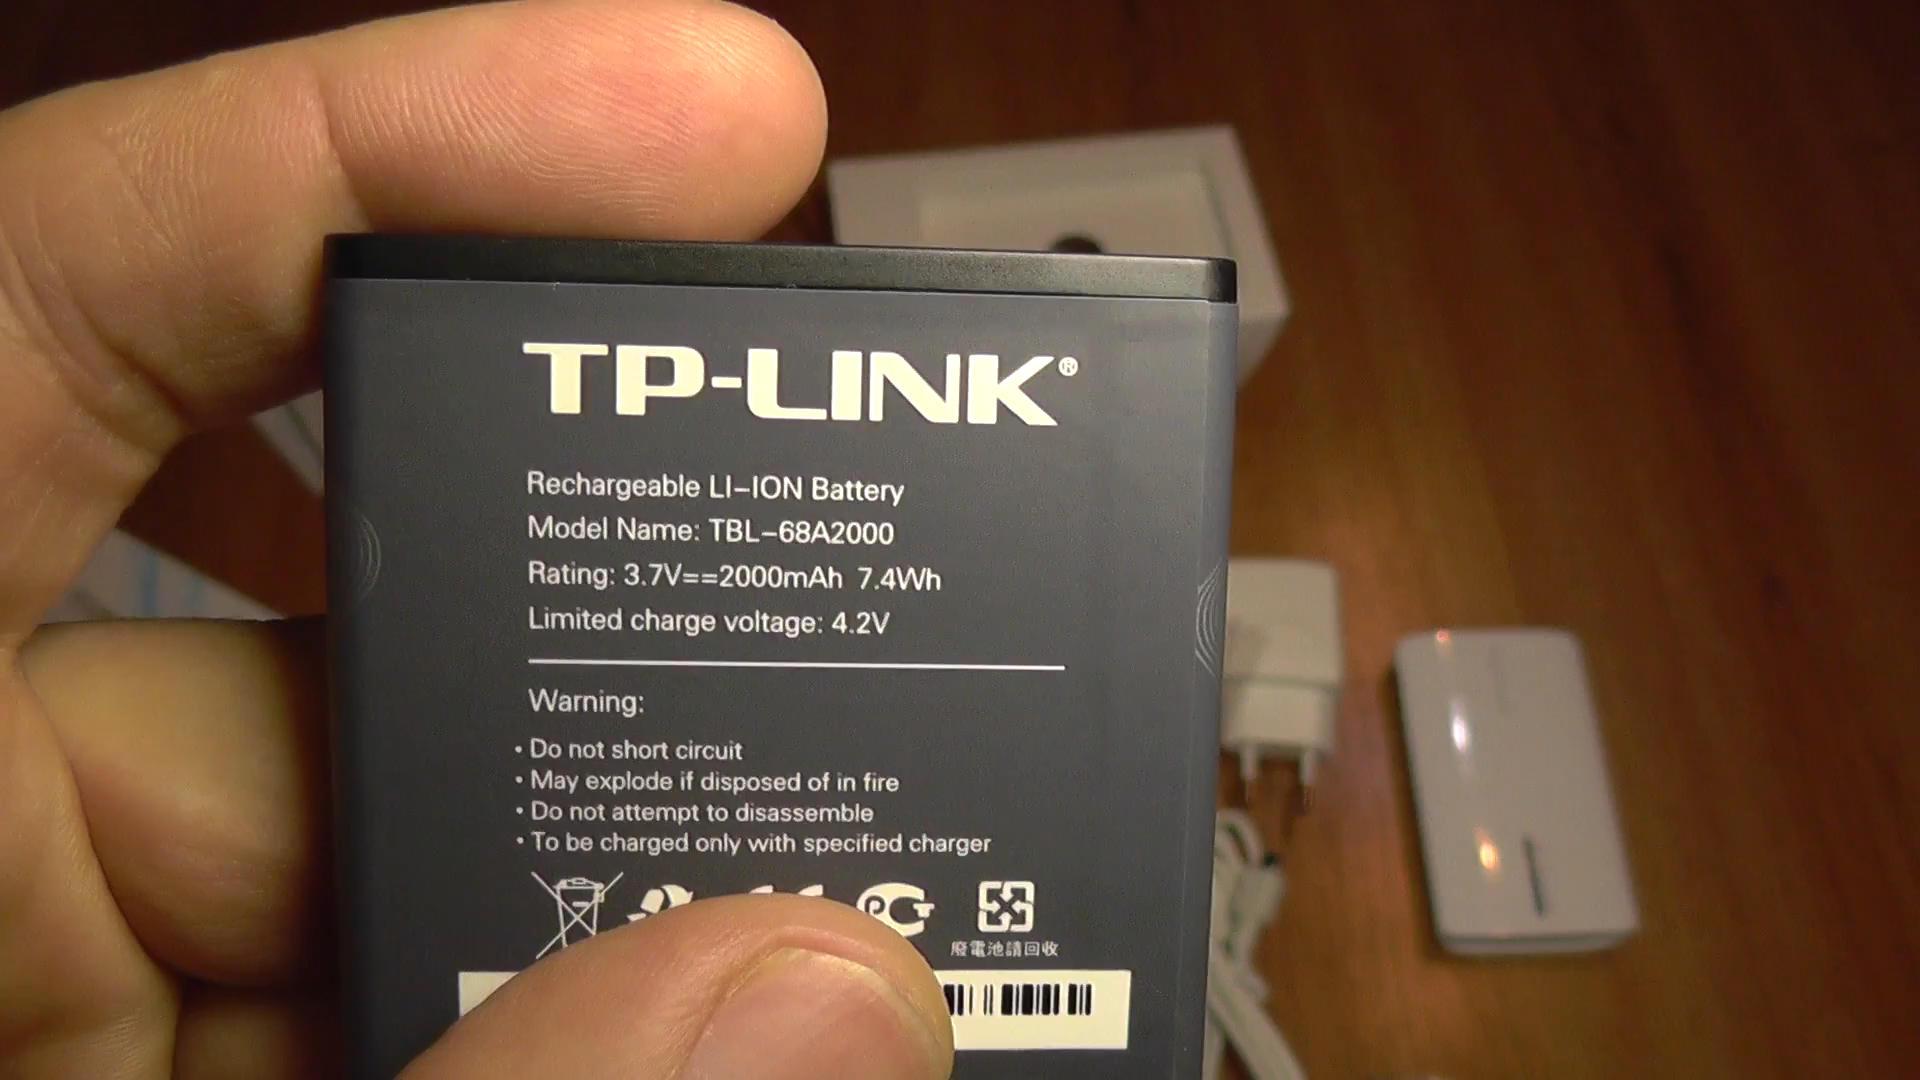 TP-LINK®
Rechargeable LI-ION Battery
Model Name: TBL-68A2000
Rating: 3.7V==2000mAh 7.4Wh
Limited charge voltage: 4.2V
Warning:
• Do not short circuit
• May explode if disposed of in fire
• Do not attempt to disassemble
• To be charged only with specified charger
廢電池請回收